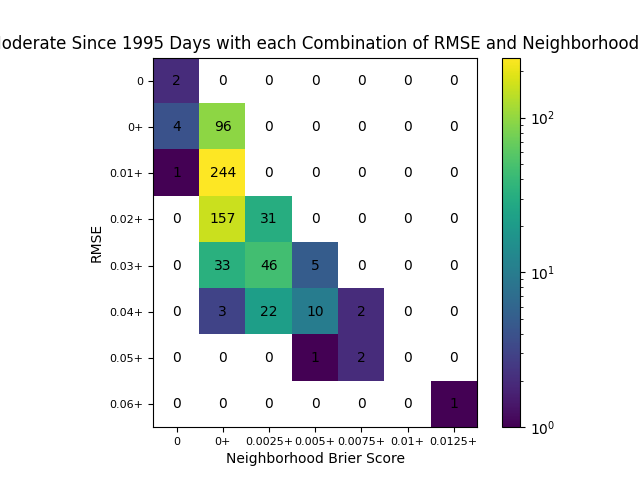 oderate Since 1995 Days with each Combination of RMSE and Neighborhood
0 2 0 0 0 0 0 0
0+ 4 96 0 0 0 0 0
0.01+ 1 244 0 0 0 0 0
0.02+ 0 157 31 0 0 0 0
0.03+ 0 33 46 5 0 0 0
0.04+ 0 3 22 10 2 0 0
0.05+ 0 0 0 1 2 0 0
0.06+ 0 0 0 0 0 0 1
0 0+ 0.0025+ 0.005+ 0.0075+ 0.01+ 0.0125+
Neighborhood Brier Score
RMSE
10²
10¹
10⁰